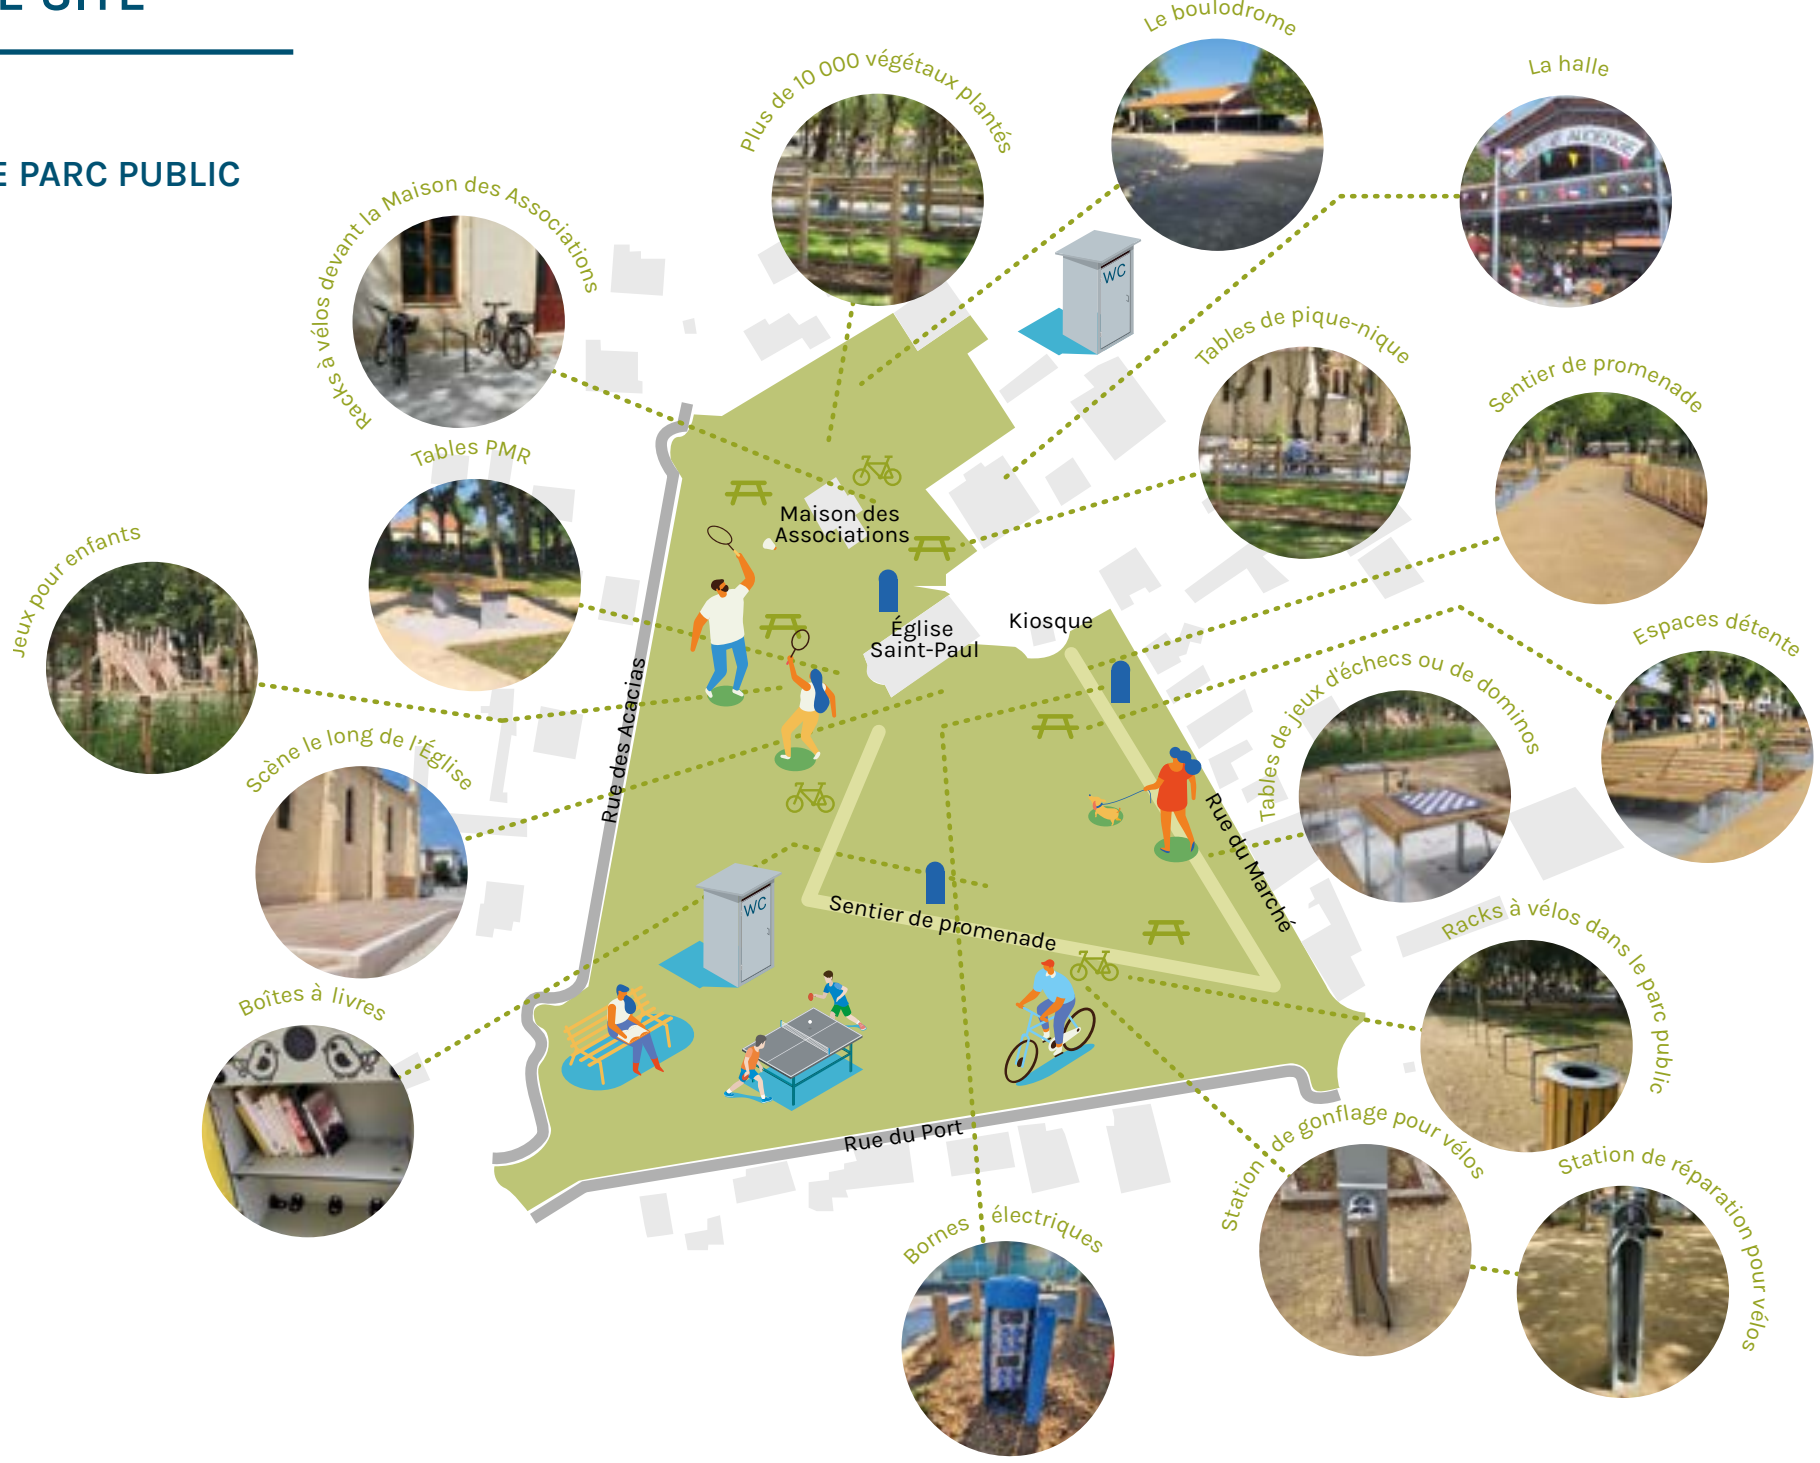 E SITE
E PARC PUBLIC
Le boulodrome
La halle
Plus de 10 000 végétaux plantés
Racks à vélos devant la Maison des Associations
WC
Tables de pique-nique
Sentier de promenade
Tables PMR
Jeux pour enfants
Maison des
Associations
Église
Saint-Paul
Kiosque
Espaces détente
Tables de jeux d'échecs ou de dominos
Rue des Acacias
Scène le long de l'Église
Rue du Marché
WC
Sentier de promenade
Racks à vélos dans le parc public
Boîtes à livres
Rue du Port
Station de gonflage pour vélos
Station de réparation pour vélos
Bornes électriques